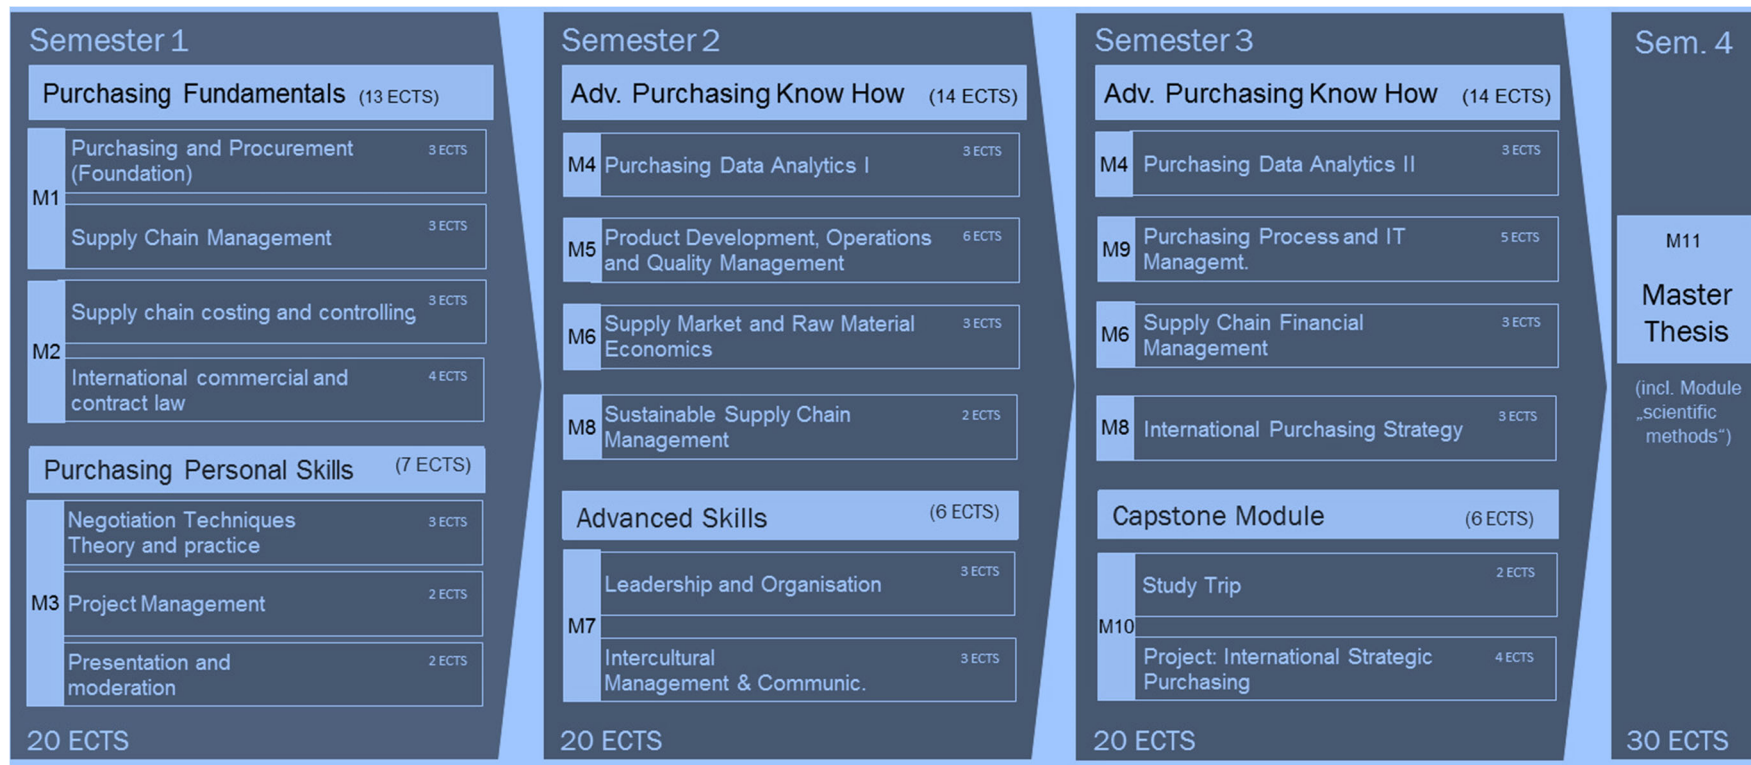 Semester 1
Purchasing Fundamentals (13 ECTS)
M1
Purchasing and Procurement 3 ECTS
(Foundation)
Supply Chain Management 3 ECTS
M2
Supply chain costing and controlling 3 ECTS
International commercial and 4 ECTS
contract law
Purchasing Personal Skills (7 ECTS)
M3
Negotiation Techniques 3 ECTS
Theory and practice
Project Management 2 ECTS
Presentation and 2 ECTS
moderation
20 ECTS
Semester 2
Adv. Purchasing Know How (14 ECTS)
M4 Purchasing Data Analytics I 3 ECTS
M5 Product Development, Operations 6 ECTS
and Quality Management
M6 Supply Market and Raw Material 3 ECTS
Economics
M8 Sustainable Supply Chain 2 ECTS
Management
Advanced Skills (6 ECTS)
M7
Leadership and Organisation 3 ECTS
Intercultural 3 ECTS
Management & Communic.
20 ECTS
Semester 3
Adv. Purchasing Know How (14 ECTS)
M4 Purchasing Data Analytics II 3 ECTS
M9 Purchasing Process and IT 5 ECTS
Managemt.
M6 Supply Chain Financial 3 ECTS
Management
M8 International Purchasing Strategy 3 ECTS
Capstone Module (6 ECTS)
M10
Study Trip 2 ECTS
Project: International Strategic 4 ECTS
Purchasing
20 ECTS
Sem. 4
M11
Master
Thesis
(incl. Module
„scientific
methods“)
30 ECTS